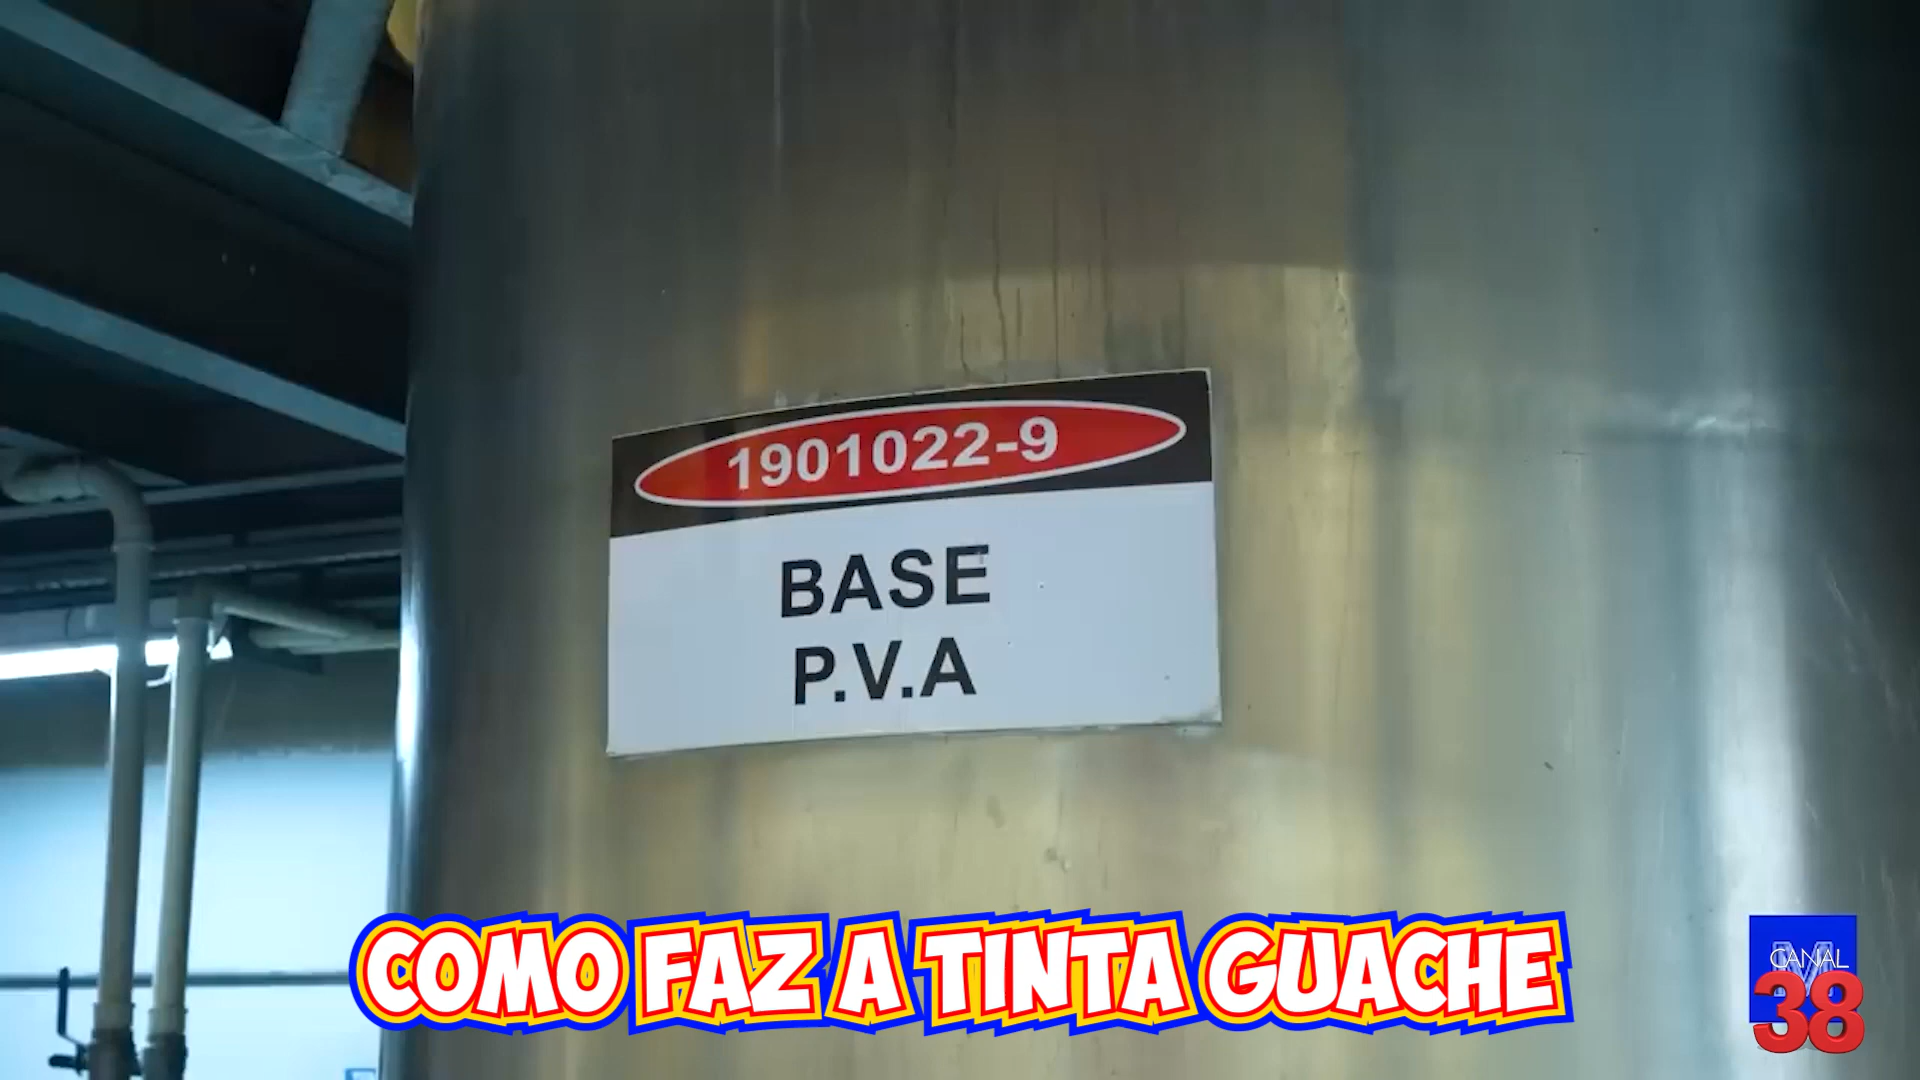 1901022-9
BASE
P.V.A
COMO FAZ A TINTA GUACHE
M
CANAL
38